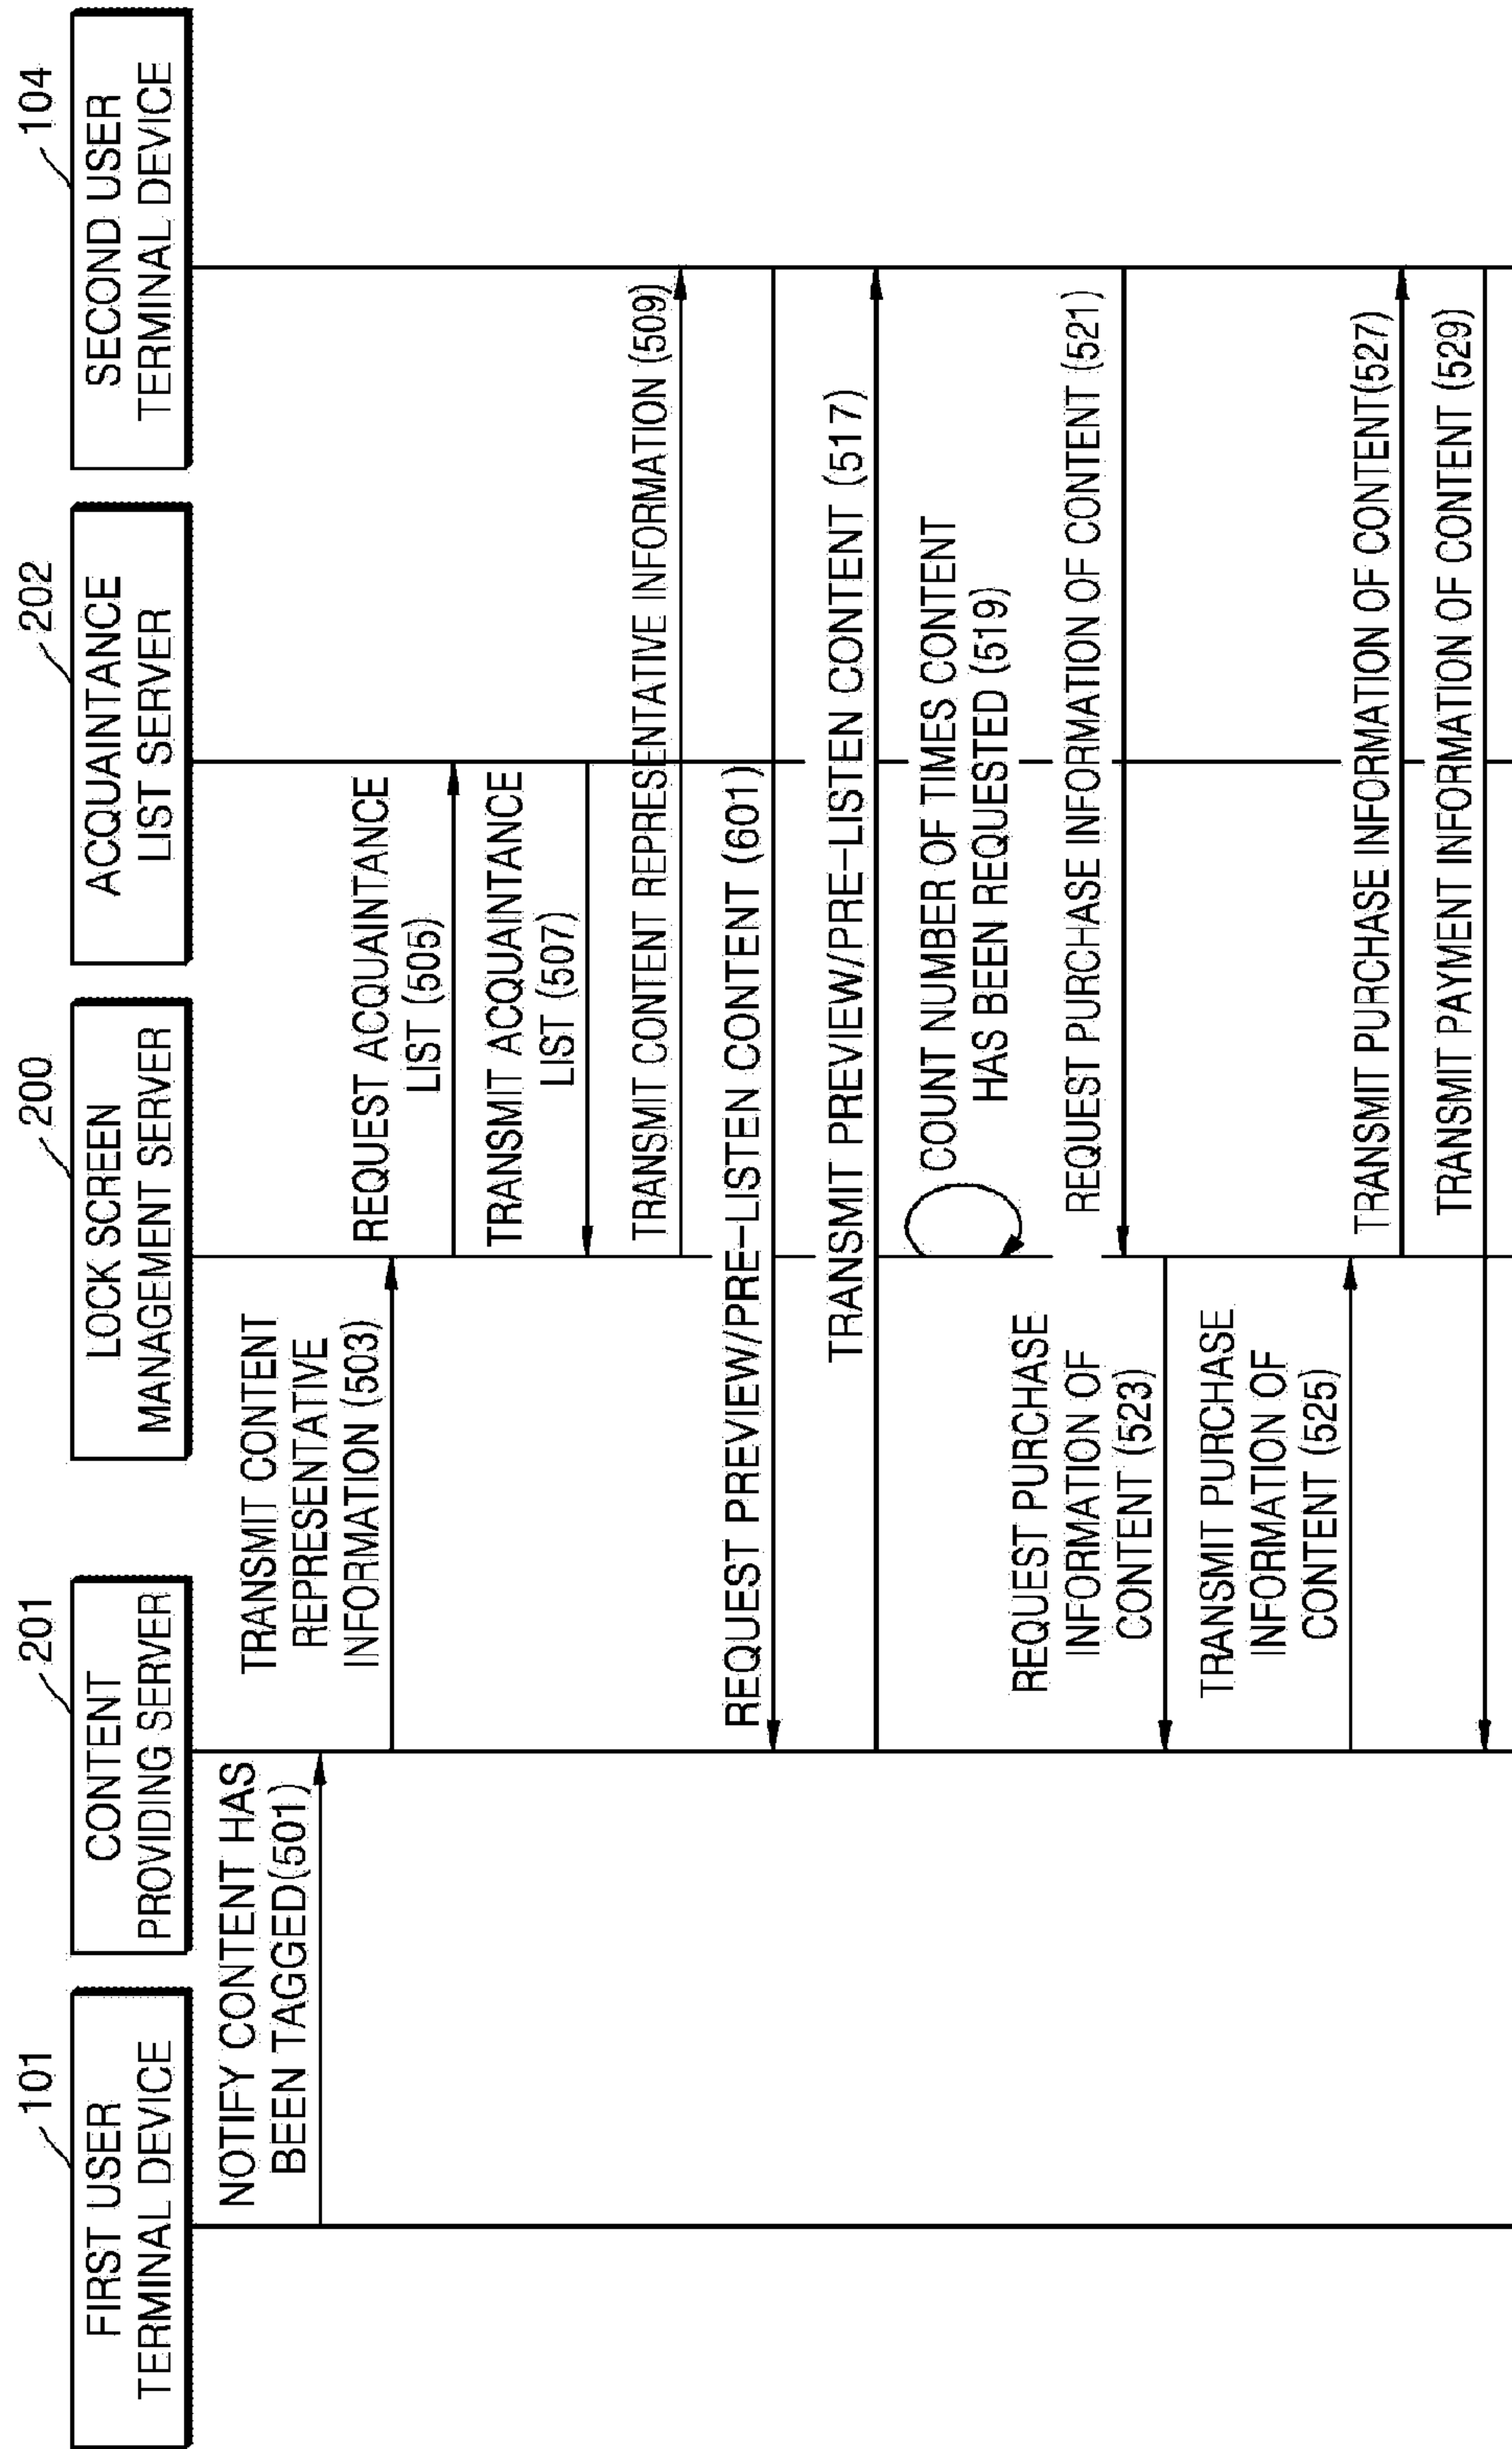 101
201
200
202
104
FIRST USER
TERMINAL DEVICE
CONTENT
PROVIDING SERVER
LOCK SCREEN
MANAGEMENT SERVER
ACQUAINTANCE
LIST SERVER
SECOND USER
TERMINAL DEVICE
NOTIFY CONTENT HAS
BEEN TAGGED(501)
TRANSMIT CONTENT
REPRESENTATIVE
INFORMATION (503)
REQUEST ACQUAINTANCE
LIST (505)
TRANSMIT ACQUAINTANCE
LIST (507)
TRANSMIT CONTENT REPRESENTATIVE INFORMATION (509)
REQUEST PREVIEW/PRE-LISTEN CONTENT (601)
TRANSMIT PREVIEW/PRE-LISTEN CONTENT (517)
COUNT NUMBER OF TIMES CONTENT
HAS BEEN REQUESTED (519)
REQUEST PURCHASE INFORMATION OF CONTENT (521)
REQUEST PURCHASE
INFORMATION OF
CONTENT (523)
TRANSMIT PURCHASE
INFORMATION OF
CONTENT (525)
TRANSMIT PURCHASE INFORMATION OF CONTENT(527)
TRANSMIT PAYMENT INFORMATION OF CONTENT (529)